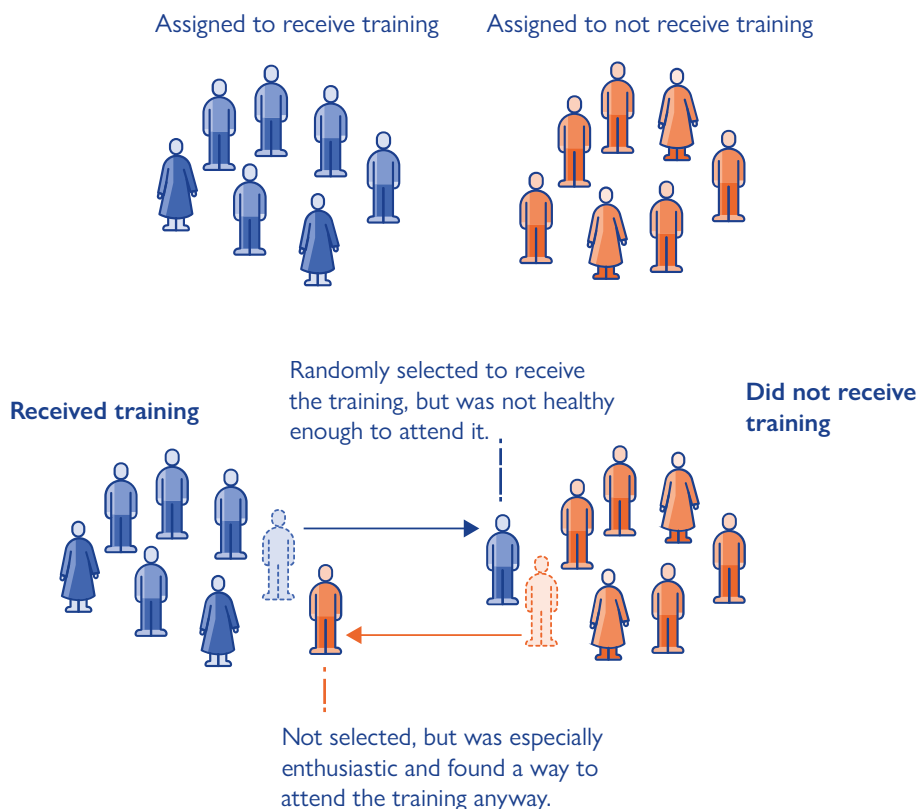 Assigned to receive training
Assigned to not receive training
Randomly selected to receive
the training, but was not healthy
enough to attend it.
Received training
Did not receive
training
Not selected, but was especially
enthusiastic and found a way to
attend the training anyway.